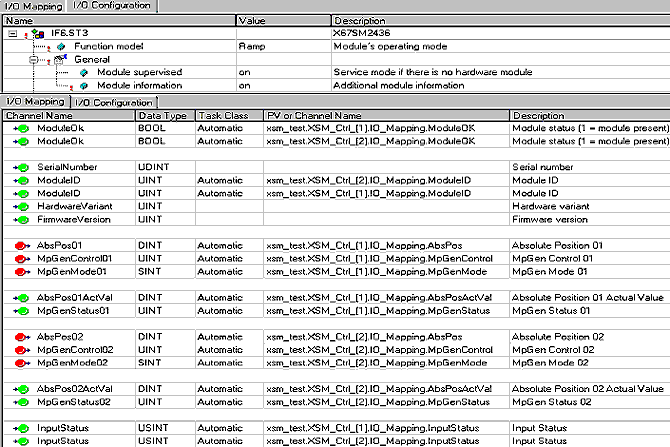 I/O Mapping I/O Configuration
Name Value Description
IF6.ST3 X67SM2436
Function model Ramp Module's operating mode
General
Module supervised on Service mode if there is no hardware module
Module information on Additional module information
I/O Mapping I/O Configuration
Channel Name Data Type Task Class PV or Channel Name Description
ModuleOk BOOL Automatic xsm_test.XSM_Ctrl_[1].IO_Mapping.ModuleOK Module status (1 = module present)
ModuleOk BOOL Automatic xsm_test.XSM_Ctrl_[2].IO_Mapping.ModuleOK Module status (1 = module present)
SerialNumber UDINT Serial number
ModuleID UINT Automatic xsm_test.XSM_Ctrl_[2].IO_Mapping.ModuleID Module ID
ModuleID UINT Automatic xsm_test.XSM_Ctrl_[1].IO_Mapping.ModuleID Module ID
HardwareVariant UINT Hardware variant
FirmwareVersion UINT Firmware version
AbsPos01 DINT Automatic xsm_test.XSM_Ctrl_[1].IO_Mapping.AbsPos Absolute Position 01
MpGenControl01 UINT Automatic xsm_test.XSM_Ctrl_[1].IO_Mapping.MpGenControl MpGen Control 01
MpGenMode01 SINT Automatic xsm_test.XSM_Ctrl_[1].IO_Mapping.MpGenMode MpGen Mode 01
AbsPos01ActVal DINT Automatic xsm_test.XSM_Ctrl_[1].IO_Mapping.AbsPosActVal Absolute Position 01 Actual Value
MpGenStatus01 UINT Automatic xsm_test.XSM_Ctrl_[1].IO_Mapping.MpGenStatus MpGen Status 01
AbsPos02 DINT Automatic xsm_test.XSM_Ctrl_[2].IO_Mapping.AbsPos Absolute Position 02
MpGenControl02 UINT Automatic xsm_test.XSM_Ctrl_[2].IO_Mapping.MpGenControl MpGen Control 02
MpGenMode02 SINT Automatic xsm_test.XSM_Ctrl_[2].IO_Mapping.MpGenMode MpGen Mode 02
AbsPos02ActVal DINT Automatic xsm_test.XSM_Ctrl_[2].IO_Mapping.AbsPosActVal Absolute Position 02 Actual Value
MpGenStatus02 UINT Automatic xsm_test.XSM_Ctrl_[2].IO_Mapping.MpGenStatus MpGen Status 02
InputStatus USINT Automatic xsm_test.XSM_Ctrl_[1].IO_Mapping.InputStatus Input Status
InputStatus USINT Automatic xsm_test.XSM_Ctrl_[2].IO_Mapping.InputStatus Input Status